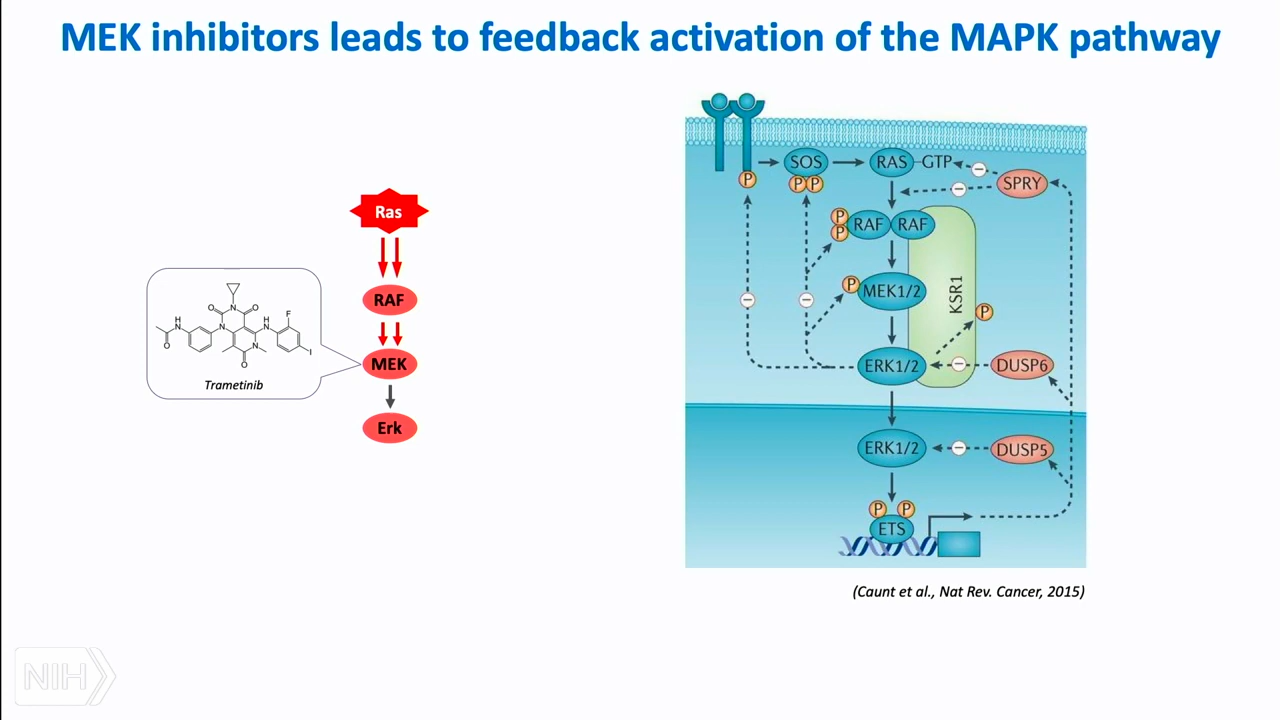 MEK inhibitors leads to feedback activation of the MAPK pathway
Ras
RAF
MEK
Erk
O
N
O
H
N
O
N
H
N
F
I
N
O
Trametinib
SOS
RAS
GTP
SPRY
P
P P
P
P
RAF
RAF
P
MEK1/2
KSR1
P
ERK1/2
DUSP6
ERK1/2
DUSP5
P P
ETS
(Caunt et al., Nat Rev. Cancer, 2015)
NIH